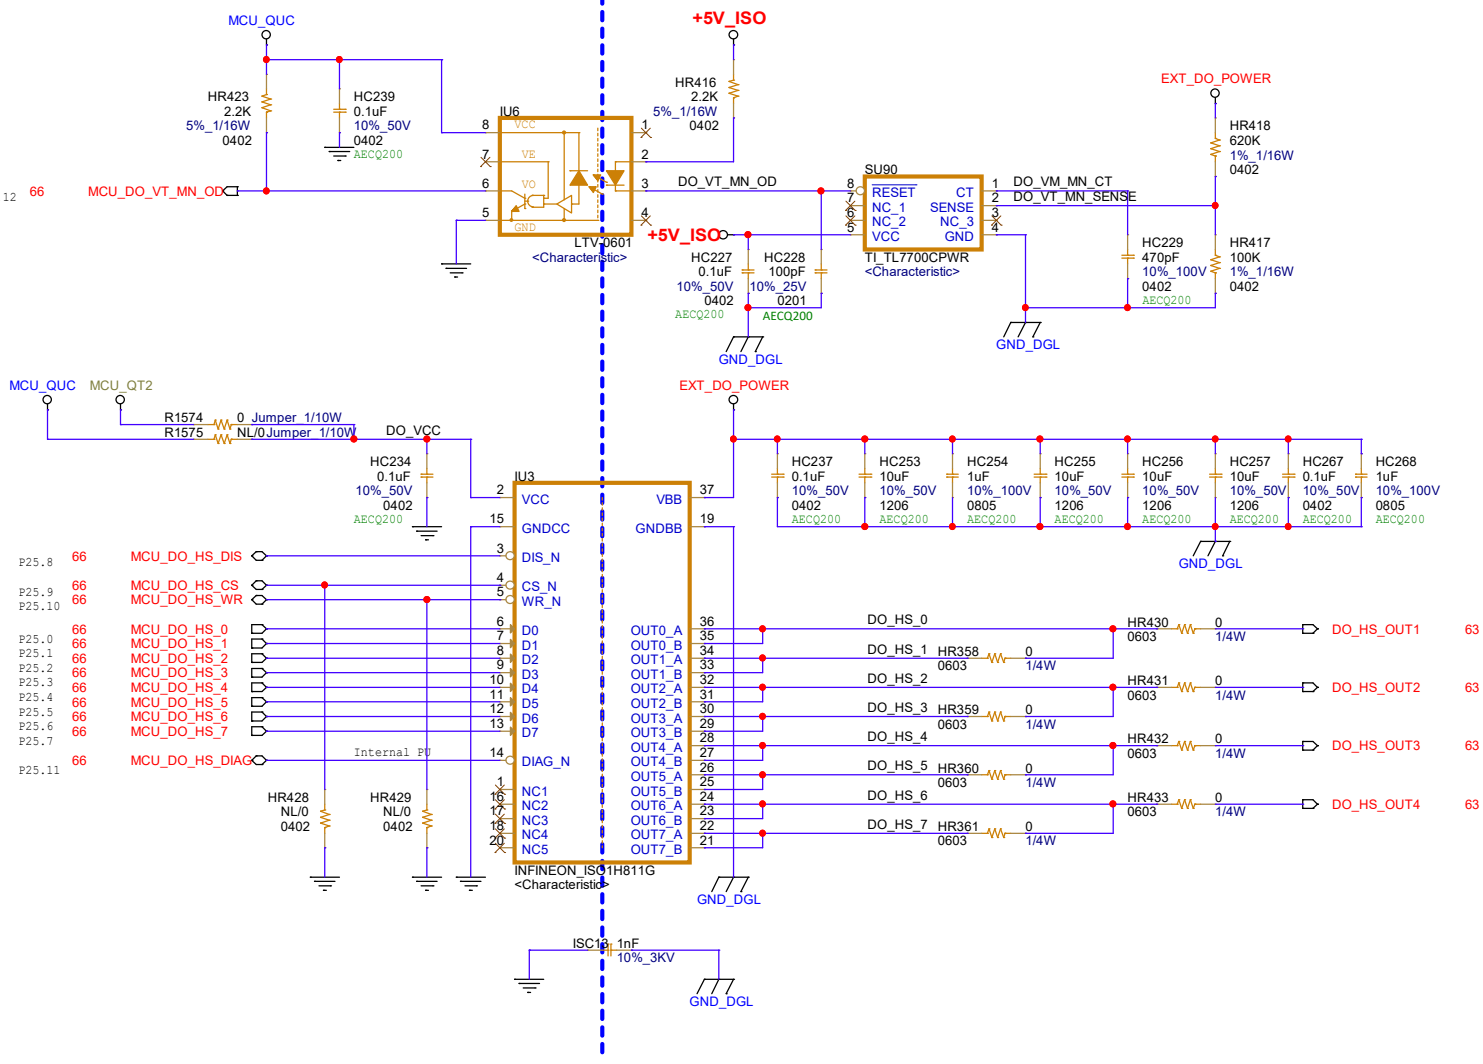 MCU_QUC
+5V_ISO
HR423
2.2K
5%_1/16W
0402
HC239
0.1uF
10%_50V
0402
AECQ200
IU6
8
VCC
7
VE
6
VO
5
GND
1
2
3
4
LTV-0601
<Characteristic>
HR416
2.2K
5%_1/16W
0402
12
66
MCU_DO_VT_MN_OD
DO_VT_MN_OD
+5V_ISO
HC227
0.1uF
10%_50V
0402
AECQ200
HC228
100pF
10%_25V
0201
AECQ200
GND_DGL
SU90
8
7
6
5
RESET
NC_1
NC_2
VCC
CT
SENSE
NC_3
GND
1
2
3
4
TI_TL7700CPWR
<Characteristic>
DO_VM_MN_CT
DO_VT_MN_SENSE
EXT_DO_POWER
HR418
620K
1%_1/16W
0402
HC229
470pF
10%_100V
0402
AECQ200
HR417
100K
1%_1/16W
0402
GND_DGL
MCU_QUC
MCU_QT2
R1574
0
Jumper_1/10W
R1575
NL/0
Jumper_1/10W
DO_VCC
HC234
0.1uF
10%_50V
0402
AECQ200
EXT_DO_POWER
HC237
0.1uF
10%_50V
0402
AECQ200
HC253
10uF
10%_50V
1206
AECQ200
HC254
1uF
10%_100V
0805
AECQ200
HC255
10uF
10%_50V
1206
AECQ200
HC256
10uF
10%_50V
1206
AECQ200
HC257
10uF
10%_50V
1206
AECQ200
HC267
0.1uF
10%_50V
0402
AECQ200
HC268
1uF
10%_100V
0805
AECQ200
GND_DGL
IU3
2
VCC
15
GNDCC
3
DIS_N
4
CS_N
5
WR_N
6
D0
7
D1
8
D2
9
D3
10
D4
11
D5
12
D6
13
D7
14
DIAG_N
1
NC1
16
NC2
17
NC3
18
NC4
20
NC5
VBB
37
GNDBB
19
OUT0_A
36
OUT0_B
35
OUT1_A
34
OUT1_B
33
OUT2_A
32
OUT2_B
31
OUT3_A
30
OUT3_B
29
OUT4_A
28
OUT4_B
27
OUT5_A
26
OUT5_B
25
OUT6_A
24
OUT6_B
23
OUT7_A
22
OUT7_B
21
INFINEON_ISO1H811G
<Characteristic>
P25.8
66
MCU_DO_HS_DIS
P25.9
66
MCU_DO_HS_CS
P25.10
66
MCU_DO_HS_WR
P25.0
66
MCU_DO_HS_0
P25.1
66
MCU_DO_HS_1
P25.2
66
MCU_DO_HS_2
P25.3
66
MCU_DO_HS_3
P25.4
66
MCU_DO_HS_4
P25.5
66
MCU_DO_HS_5
P25.6
66
MCU_DO_HS_6
P25.7
66
MCU_DO_HS_7
P25.11
66
MCU_DO_HS_DIAG
Internal PU
HR428
NL/0
0402
HR429
NL/0
0402
DO_HS_0
HR430
0603
0
1/4W
DO_HS_OUT1
63
DO_HS_1
HR358
0603
0
1/4W
DO_HS_2
HR431
0603
0
1/4W
DO_HS_OUT2
63
DO_HS_3
HR359
0603
0
1/4W
DO_HS_4
HR432
0603
0
1/4W
DO_HS_OUT3
63
DO_HS_5
HR360
0603
0
1/4W
DO_HS_6
HR433
0603
0
1/4W
DO_HS_OUT4
63
DO_HS_7
HR361
0603
0
1/4W
GND_DGL
ISC13
1nF
10%_3KV
GND_DGL